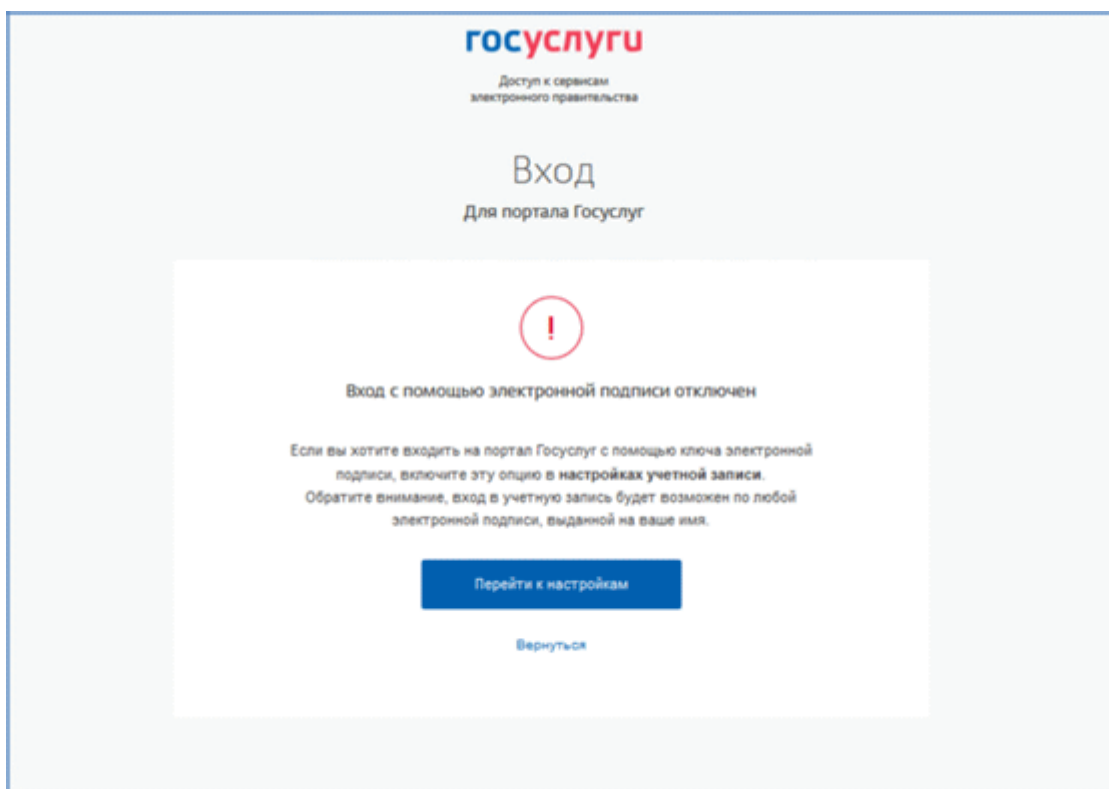 госуслуги
Доступ к сервисам
электронного правительства
Вход
Для портала Госуслуг
!
Вход с помощью электронной подписи отключен
Если вы хотите входить на портал Госуслуг с помощью ключа электронной
подписи, включите эту опцию в настройках учетной записи.
Обратите внимание, вход в учетную запись будет возможен по любой
электронной подписи, выданной на ваше имя.
Перейти к настройкам
Вернуться